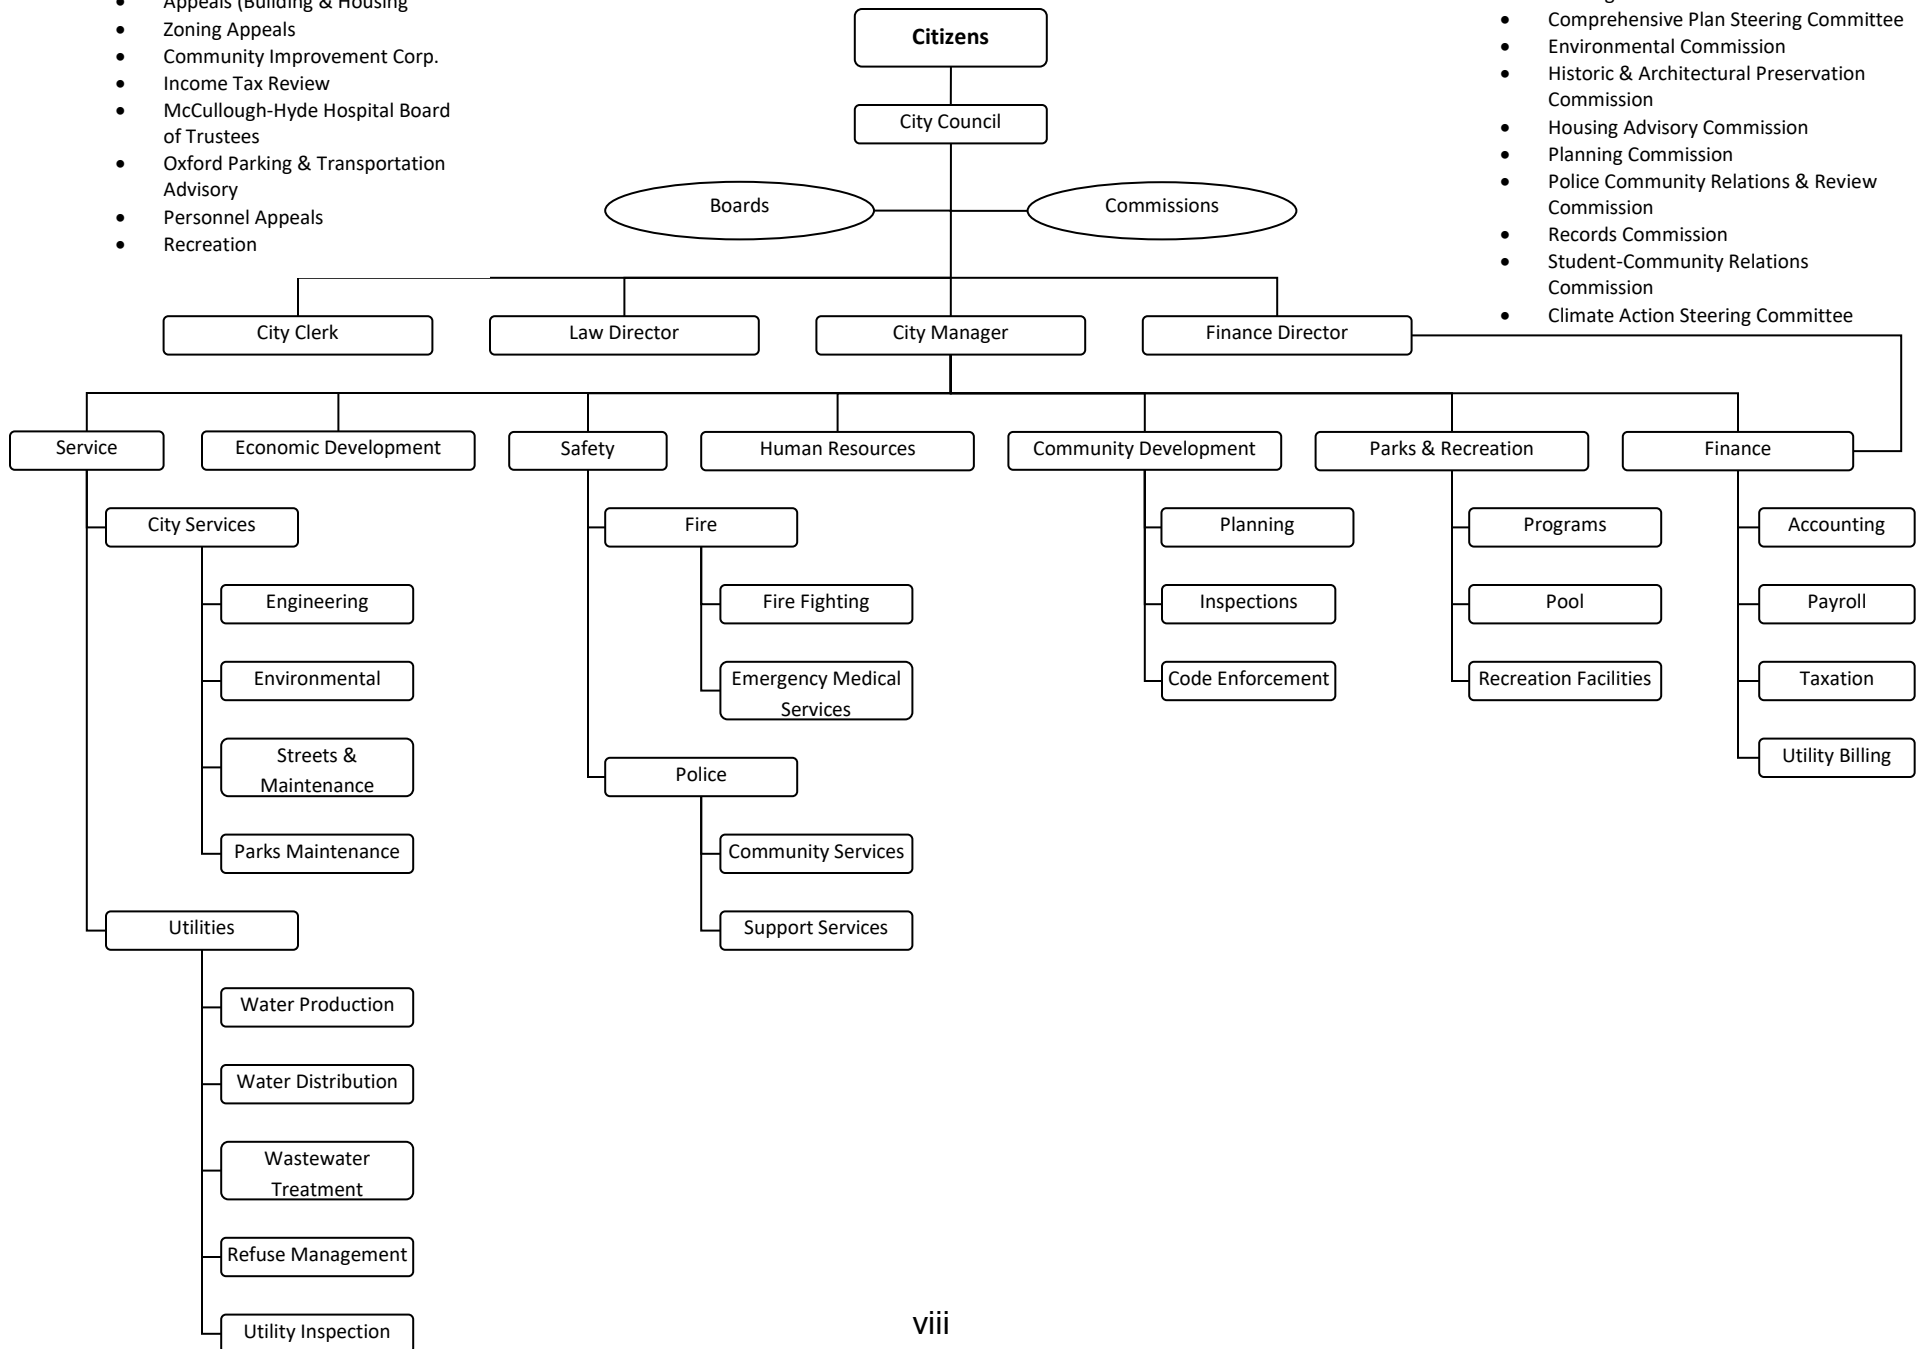 Appeals (Building & Housing
Zoning Appeals
Community Improvement Corp.
Income Tax Review
McCullough-Hyde Hospital Board
of Trustees
Oxford Parking & Transportation
Advisory
Personnel Appeals
Recreation
Citizens
City Council
Boards
Commissions
Comprehensive Plan Steering Committee
Environmental Commission
Historic & Architectural Preservation
Commission
Housing Advisory Commission
Planning Commission
Police Community Relations & Review
Commission
Records Commission
Student-Community Relations
Commission
Climate Action Steering Committee
City Clerk
Law Director
City Manager
Finance Director
Service
Economic Development
Safety
Human Resources
Community Development
Parks & Recreation
Finance
City Services
Engineering
Environmental
Streets &
Maintenance
Parks Maintenance
Utilities
Water Production
Water Distribution
Wastewater
Treatment
Refuse Management
Utility Inspection
Fire
Fire Fighting
Emergency Medical
Services
Police
Community Services
Support Services
Planning
Inspections
Code Enforcement
Programs
Pool
Recreation Facilities
Accounting
Payroll
Taxation
Utility Billing
viii